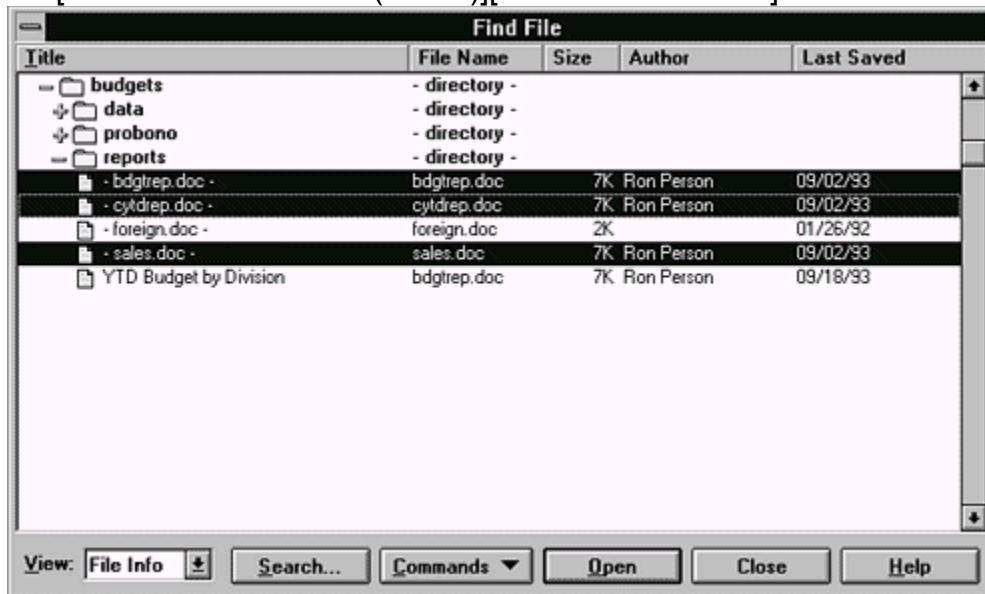 Find File
Title File Name Size Author Last Saved
budgets - directory -
data - directory -
probono - directory -
reports - directory -
- bdgtrep.doc - bdgtrep.doc 7K Ron Person 09/02/93
- cytdrep.doc - cytdrep.doc 7K Ron Person 09/02/93
- foreign.doc - foreign.doc 2K 01/26/92
- sales.doc - sales.doc 7K Ron Person 09/02/93
YTD Budget by Division bdgtrep.doc 7K Ron Person 09/18/93
View: File Info Search... Commands Open Close Help